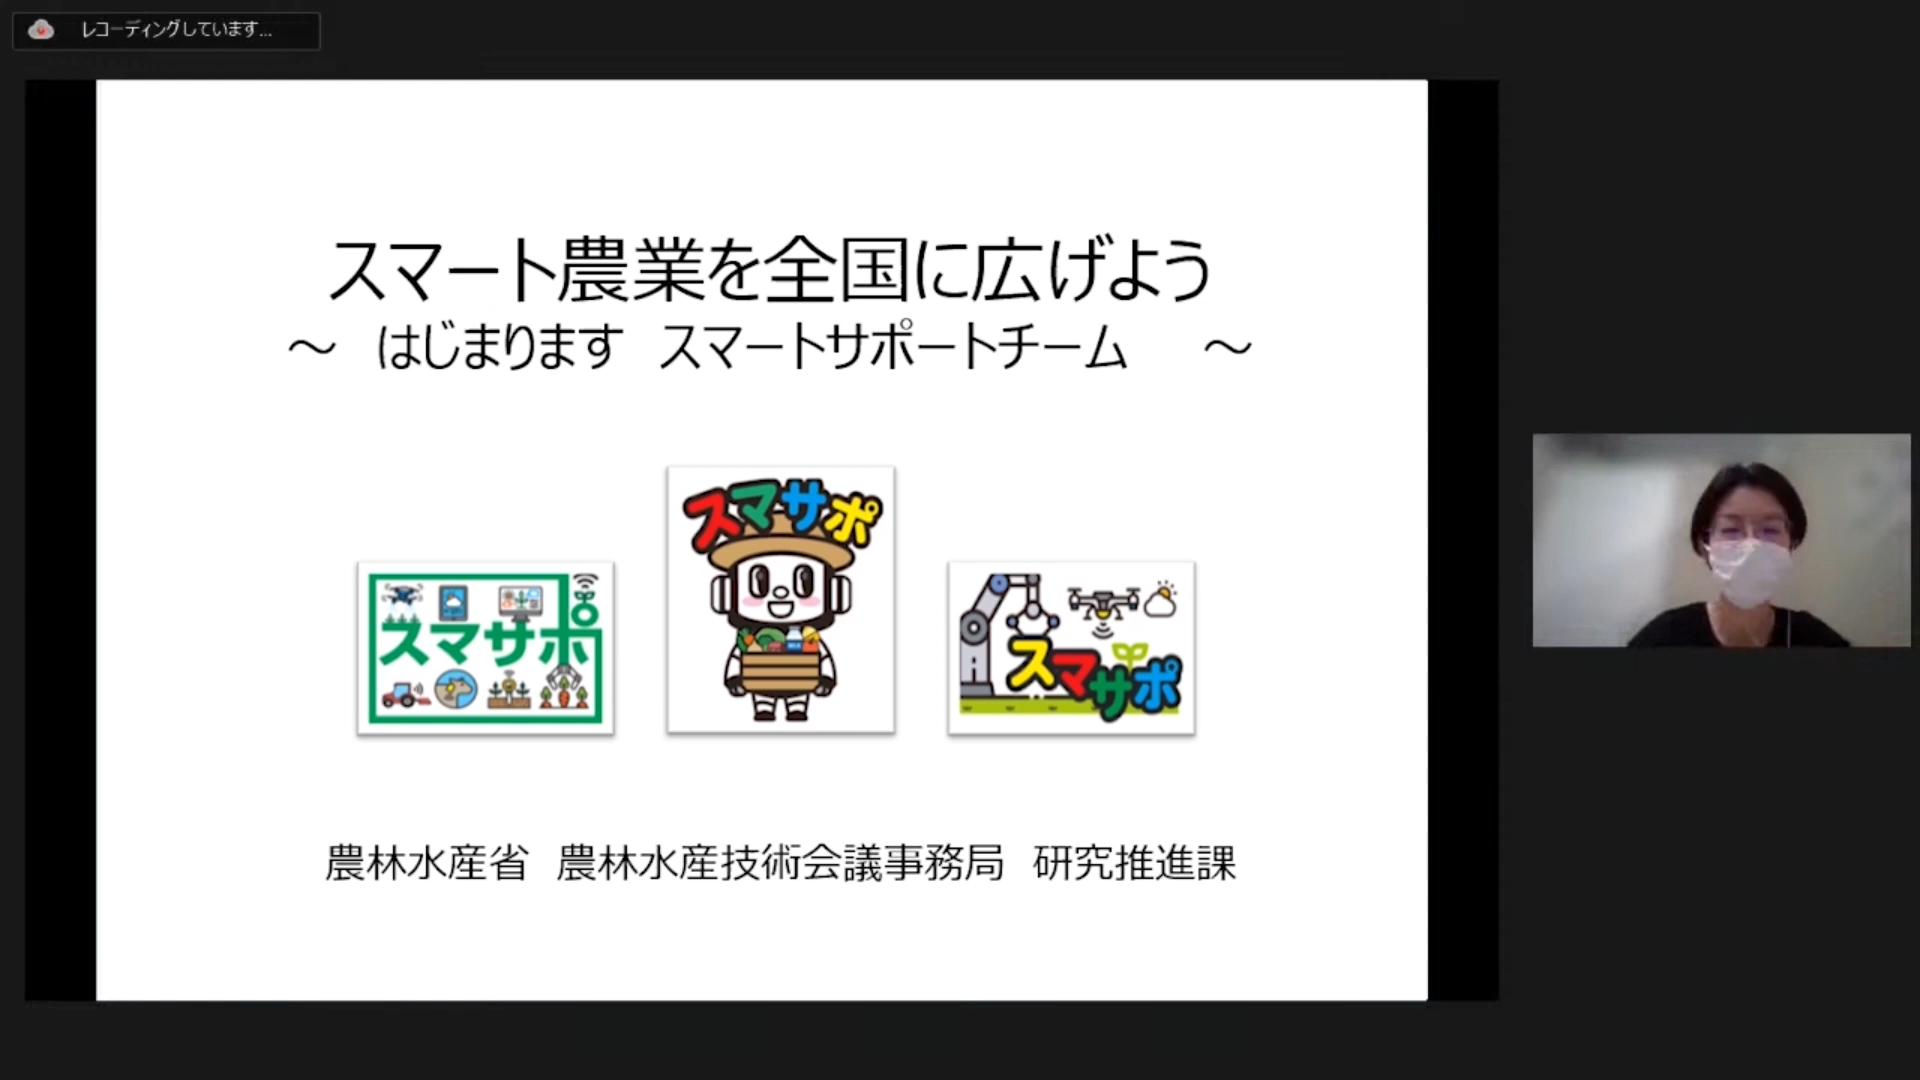 レコーディングしています...
スマート農業を全国に広げよう
～ はじまります スマートサポートチーム ～
スマサポ
スマサポ
スマサポ
農林水産省 農林水産技術会議事務局 研究推進課